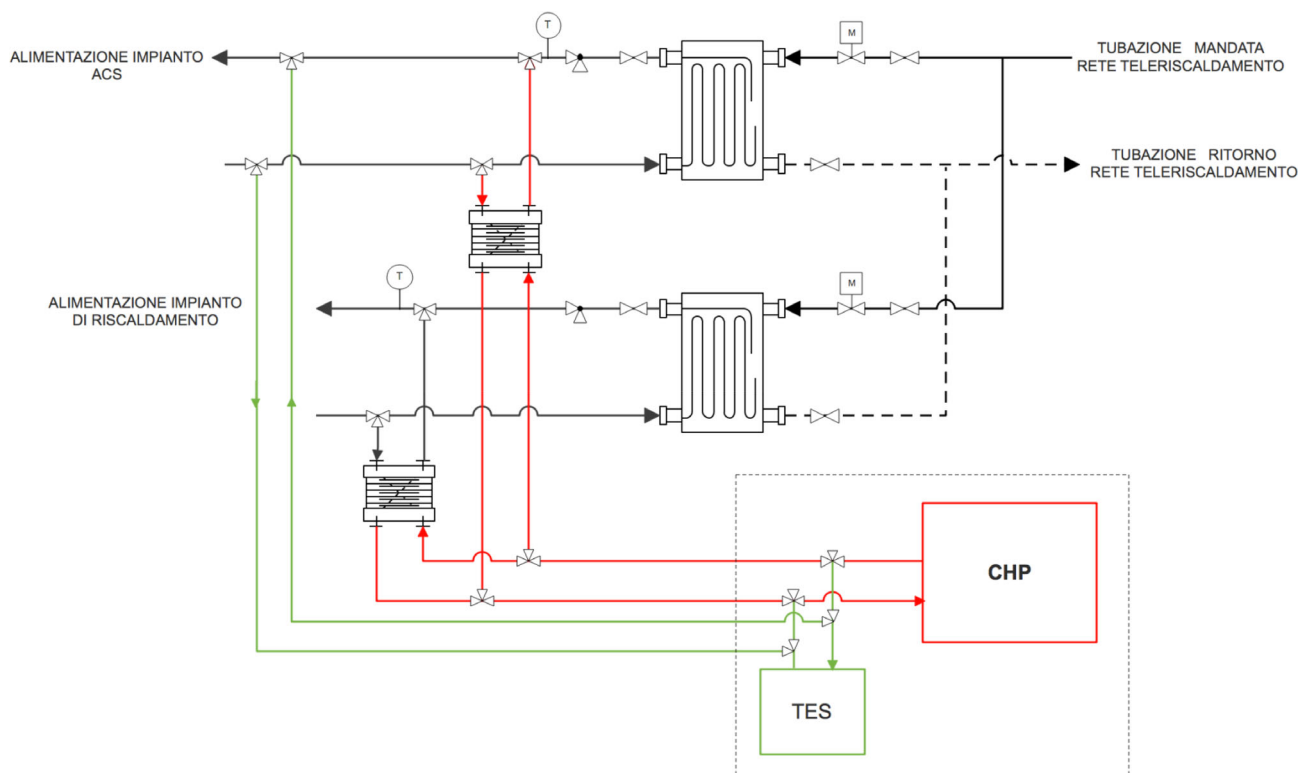 T
M
ALIMENTAZIONE IMPIANTO
ACS
TUBAZIONE MANDATA
RETE TELERISCALDAMENTO
TUBAZIONE RITORNO
RETE TELERISCALDAMENTO
T
M
ALIMENTAZIONE IMPIANTO
DI RISCALDAMENTO
CHP
TES